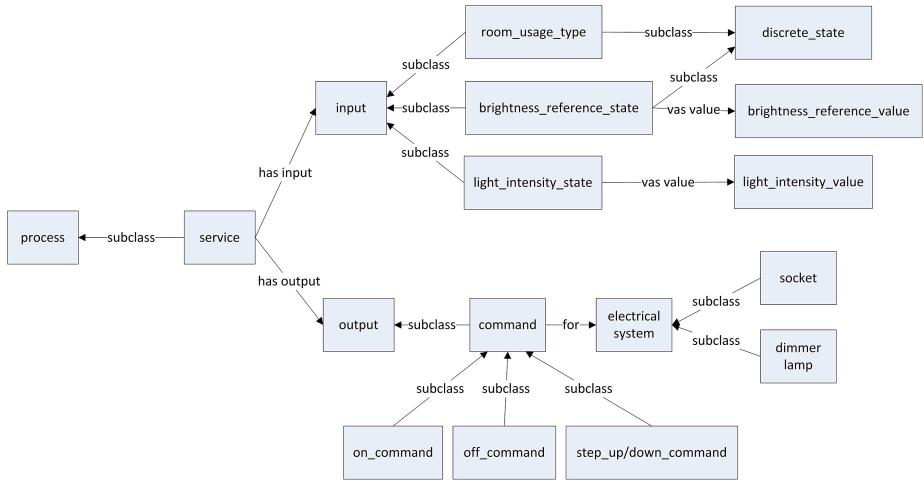 room_usage_type
subclass
discrete_state
subclass
subclass
input
subclass
brightness_reference_state
vas value
brightness_reference_value
subclass
has input
light_intensity_state
vas value
light_intensity_value
process
subclass
service
has output
socket
subclass
output
subclass
command
for
electrical
system
subclass
dimmer
lamp
subclass
subclass
subclass
on_command
off_command
step_up/down_command